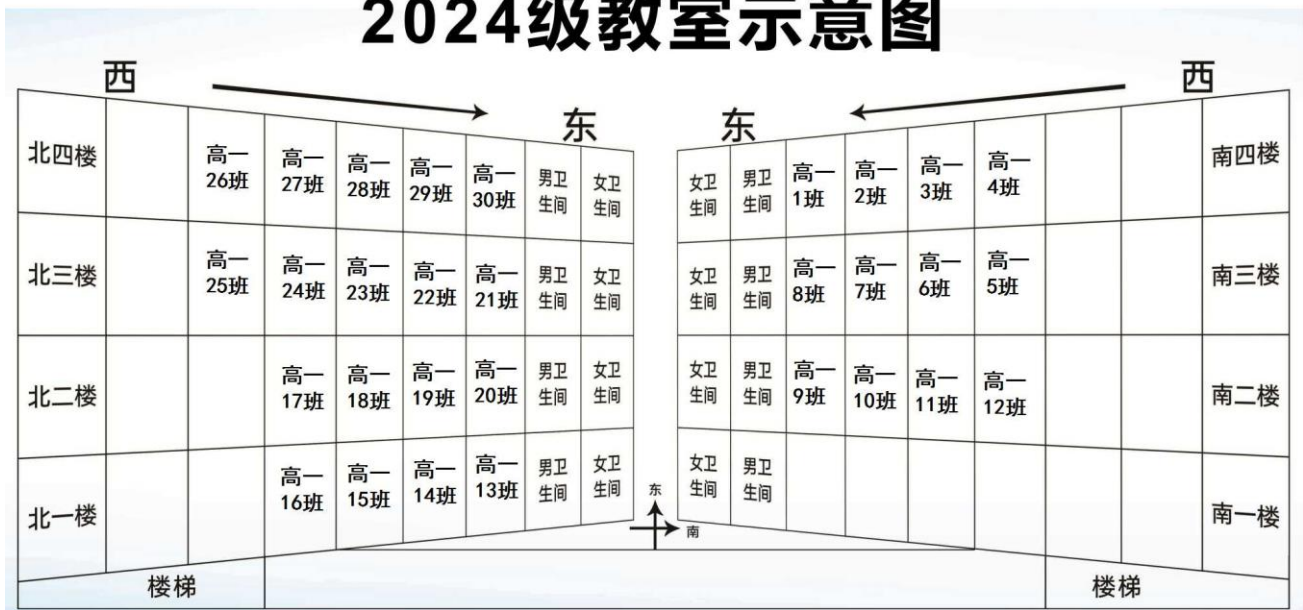 2024级教室示意图
西
西
东
东
北四楼
高一
26班
高一
27班
高一
28班
高一
29班
高一
30班
男卫
生间
女卫
生间
女卫
生间
男卫
生间
高一
1班
高一
2班
高一
3班
高一
4班
南四楼
北三楼
高一
25班
高一
24班
高一
23班
高一
22班
高一
21班
男卫
生间
女卫
生间
女卫
生间
男卫
生间
高一
8班
高一
7班
高一
6班
高一
5班
南三楼
北二楼
高一
17班
高一
18班
高一
19班
高一
20班
男卫
生间
女卫
生间
女卫
生间
男卫
生间
高一
9班
高一
10班
高一
11班
高一
12班
南二楼
北一楼
高一
16班
高一
15班
高一
14班
高一
13班
男卫
生间
女卫
生间
女卫
生间
男卫
生间
南一楼
东
南
楼梯
楼梯